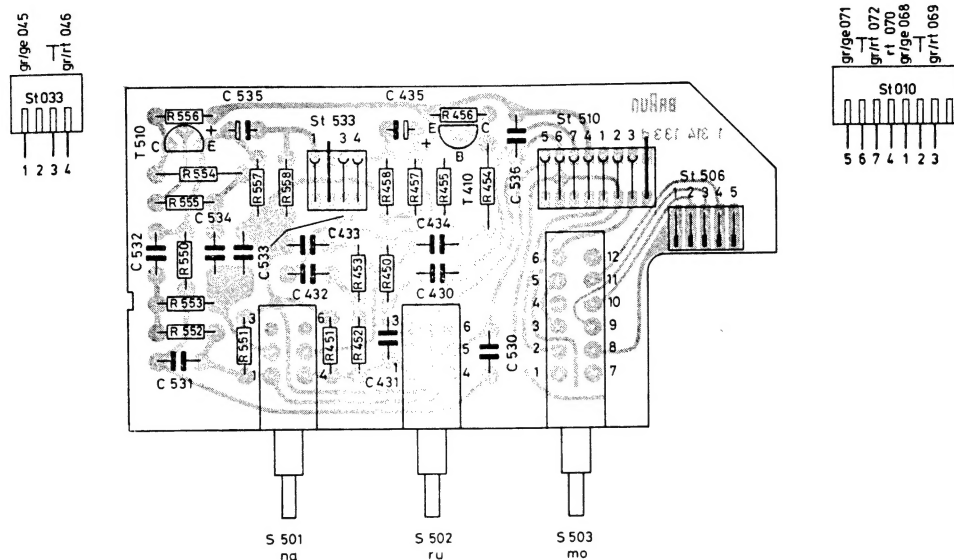 gr/ge 045
⊥
gr/rt 046
St 033
1 2 3 4
gr/ge 071
⊥
gr/rt 072
rt 070
gr/ge 068
⊥
gr/rt 069
St 010
5 6 7 4 1 2 3
C 535
C 435
R 556
T 510
C + E
St 533
1 3 4
R 456
E C
+
B
C 536
St 510
5 6 7 4 1 2 3
BRAUN
R 554
R 555
R 557
R 558
R 458
R 457
R 455
T 410
R 454
St 506
1 2 3 4 5
C 534
C 532
R 550
C 533
C 433
C 434
R 453
R 450
C 432
C 430
R 553
R 552
R 551
C 531
3 6
1 4
R 451
R 452
3
1
C 431
6
5
4
C 530
6 12
5 11
4 10
3 9
2 8
1 7
S 501
S 502
S 503
ry
mo